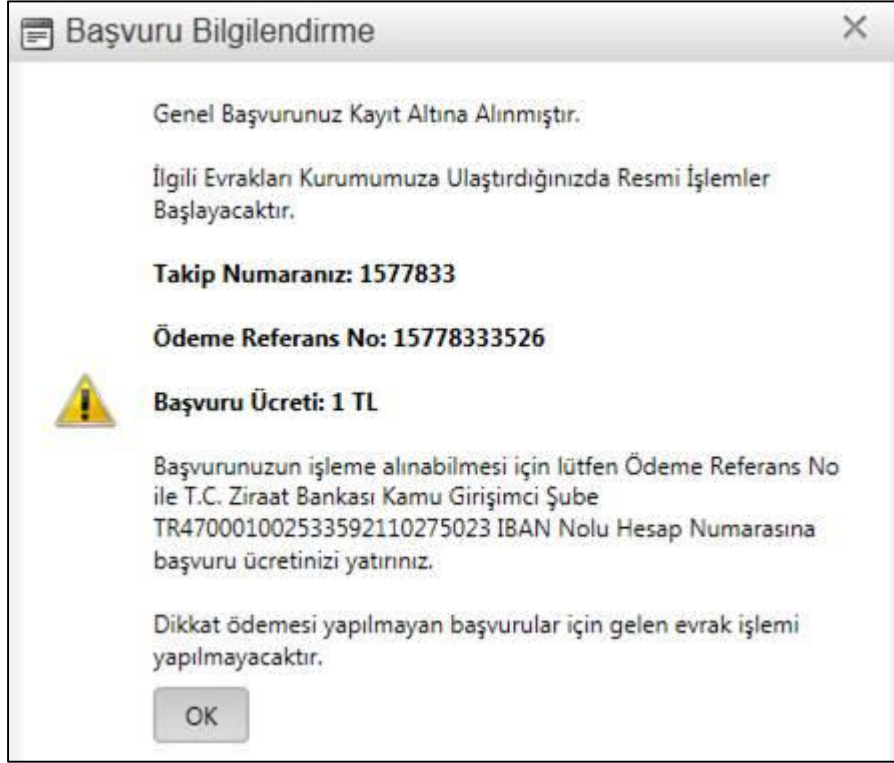 Başvuru Bilgilendirme
Genel Başvurunuz Kayıt Altına Alınmıştır.
İlgili Evrakları Kurumumuza Ulaştırdığınızda Resmi İşlemler
Başlayacaktır.
Takip Numaranız: 1577833
Ödeme Referans No: 15778333526
Başvuru Ücreti: 1 TL
Başvurunuzun işleme alınabilmesi için lütfen Ödeme Referans No
ile T.C. Ziraat Bankası Kamu Girişimci Şube
TR470001002533592110275023 IBAN Nolu Hesap Numarasına
başvuru ücretinizi yatırınız.
Dikkat ödemesi yapılmayan başvurular için gelen evrak işlemi
yapılmayacaktır.
OK